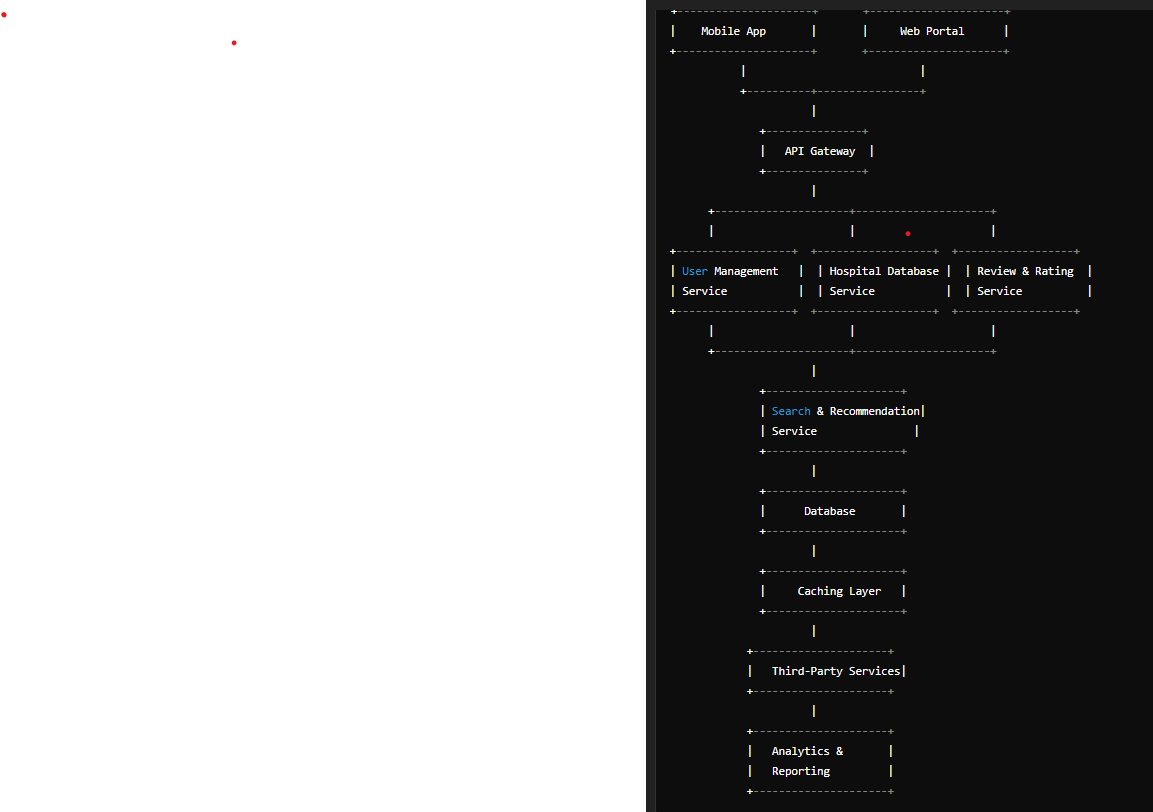 Mobile App Web Portal
API Gateway
User Management Hospital Database Review & Rating
Service Service Service
Search & Recommendation
Service
Database
Caching Layer
Third-Party Services
Analytics &
Reporting